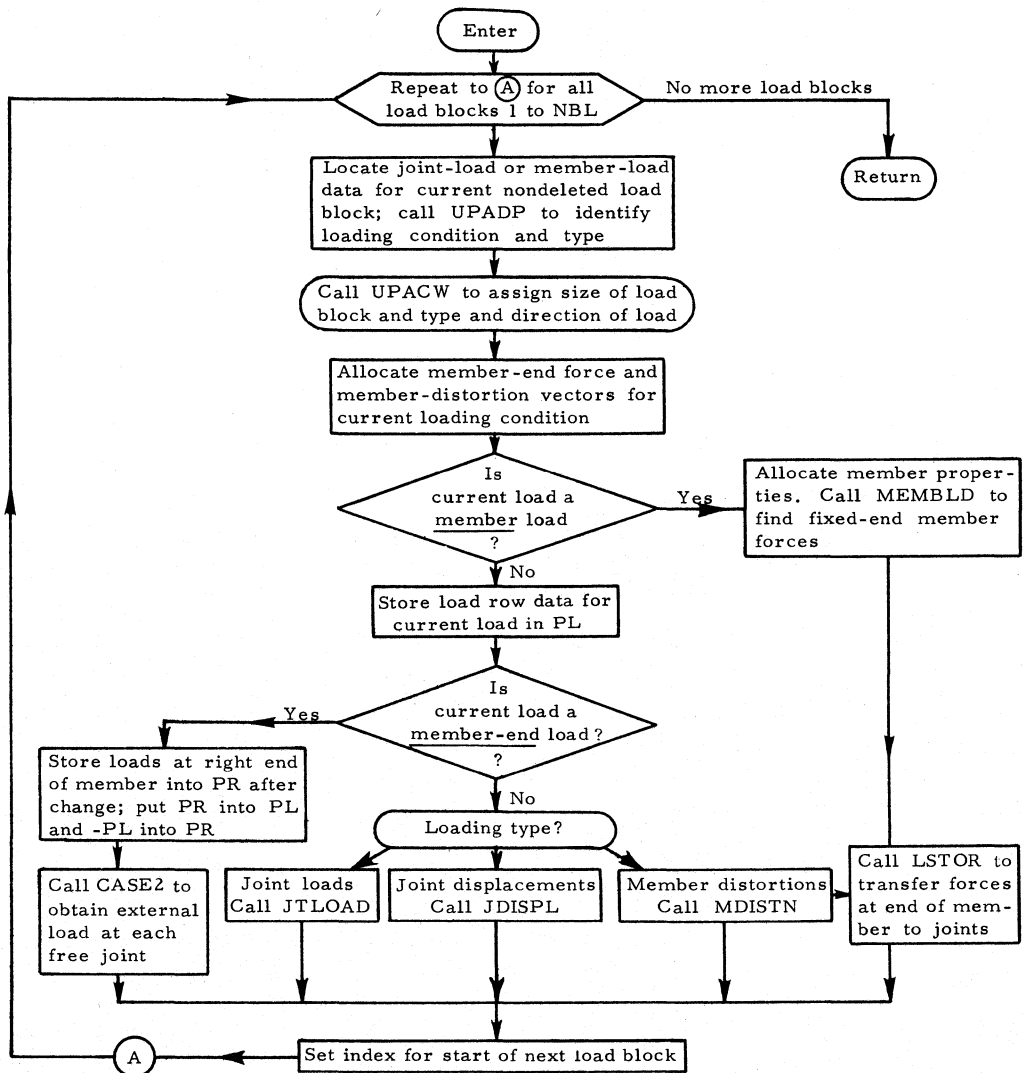 Enter
Repeat to A for all
load blocks 1 to NBL
No more load blocks
Return
Locate joint-load or member-load
data for current nondeleted load
block; call UPADP to identify
loading condition and type
Call UPACW to assign size of load
block and type and direction of load
Allocate member-end force and
member-distortion vectors for
current loading condition
Is
current load a
member load
?
Yes
Allocate member proper-
ties. Call MEMBLD to
find fixed-end member
forces
No
Store load row data for
current load in PL
Is
current load a
member-end load?
?
Yes
Store loads at right end
of member into PR after
change; put PR into PL
and -PL into PR
No
Loading type?
Call CASE2 to
obtain external
load at each
free joint
Joint loads
Call JTLOAD
Joint displacements
Call JDISPL
Member distortions
Call MDISTN
Call LSTOR to
transfer forces
at end of mem-
ber to joints
A
Set index for start of next load block